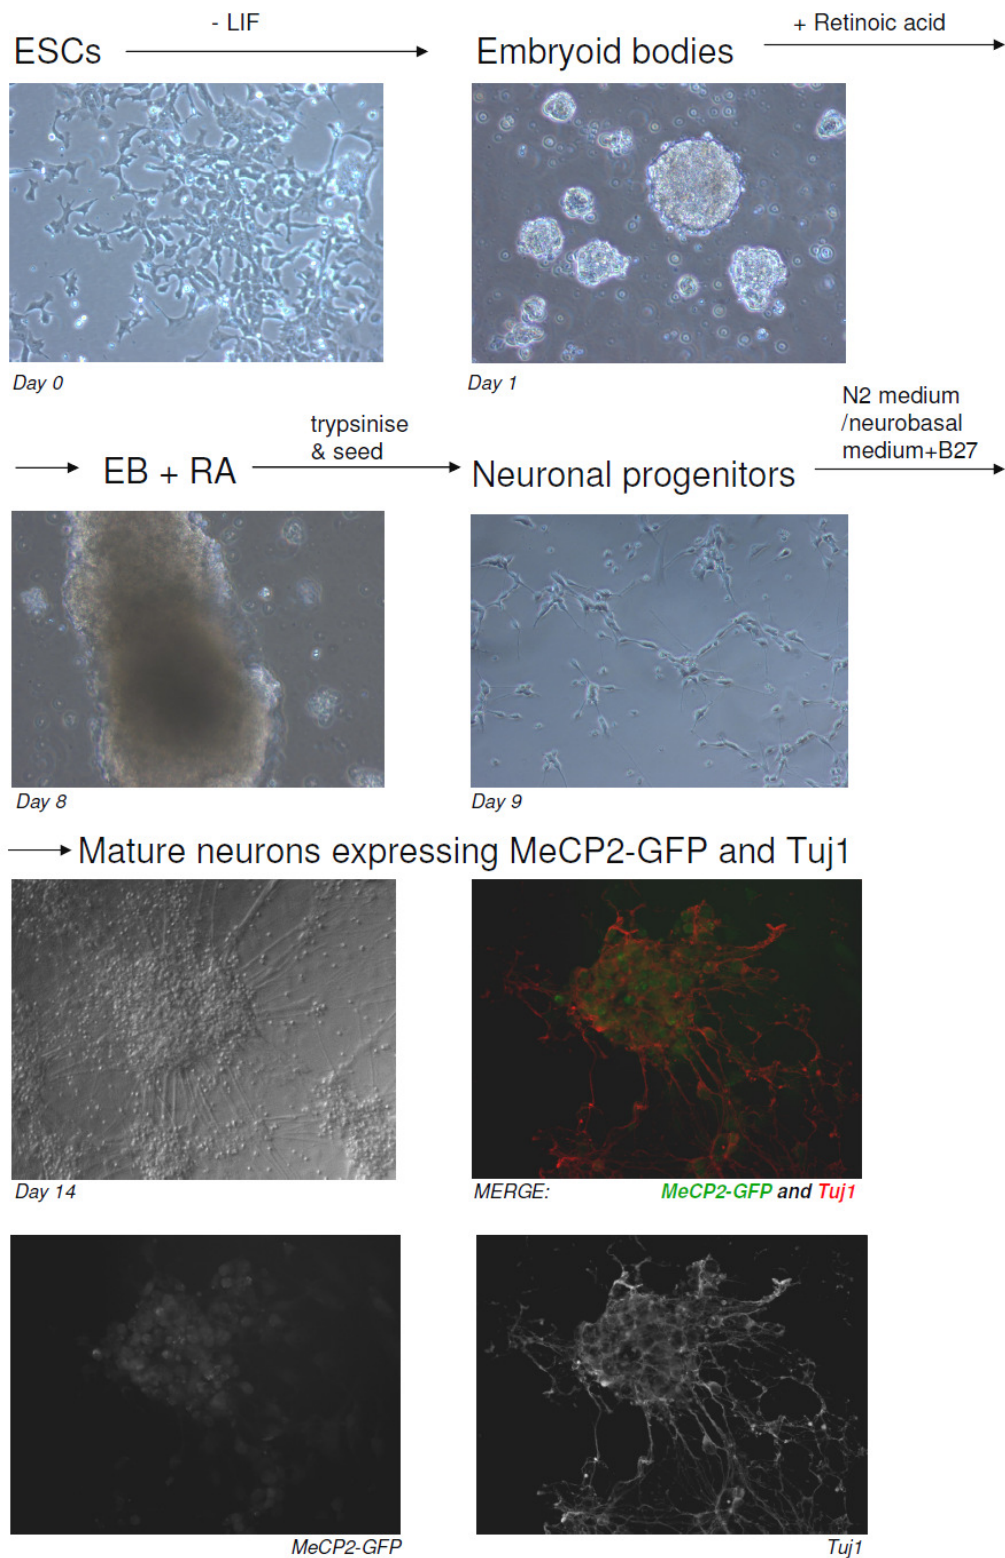 - LIF
+ Retinoic acid
ESCs
Embryoid bodies
Day 0
Day 1
trypsinise
& seed
N2 medium
/neurobasal
medium+B27
EB + RA
Neuronal progenitors
Day 8
Day 9
Mature neurons expressing MeCP2-GFP and Tuj1
Day 14
MERGE: MeCP2-GFP and Tuj1
MeCP2-GFP
Tuj1